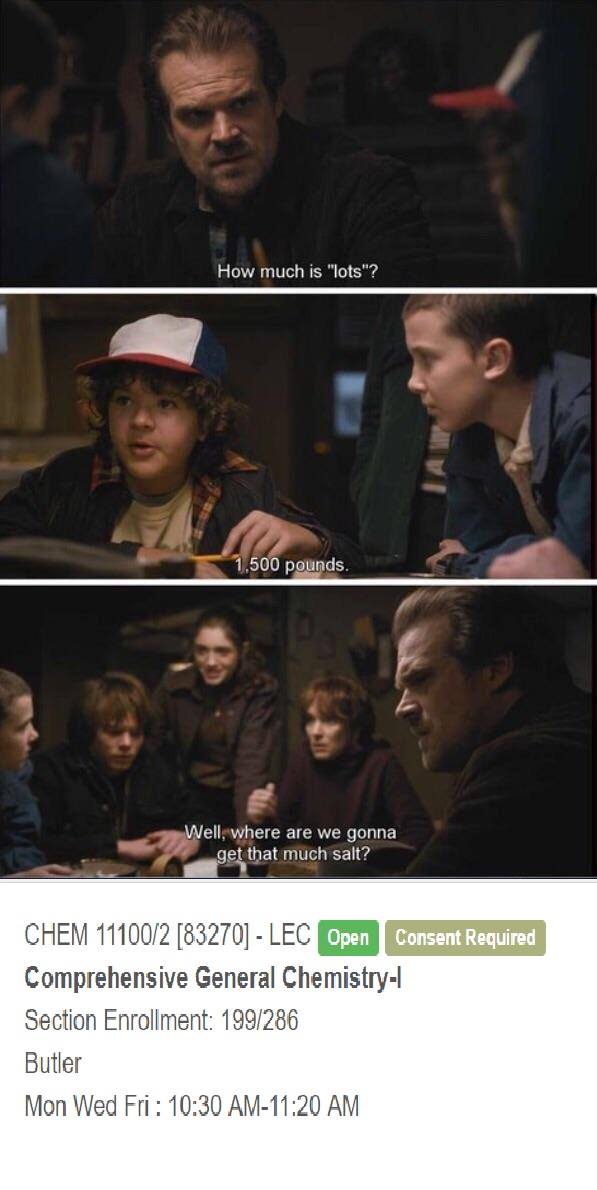 How much is "lots"?
1,500 pounds.
Well, where are we gonna
get that much salt?
CHEM 11100/2 [83270] - LEC Open Consent Required
Comprehensive General Chemistry-I
Section Enrollment: 199/286
Butler
Mon Wed Fri : 10:30 AM-11:20 AM